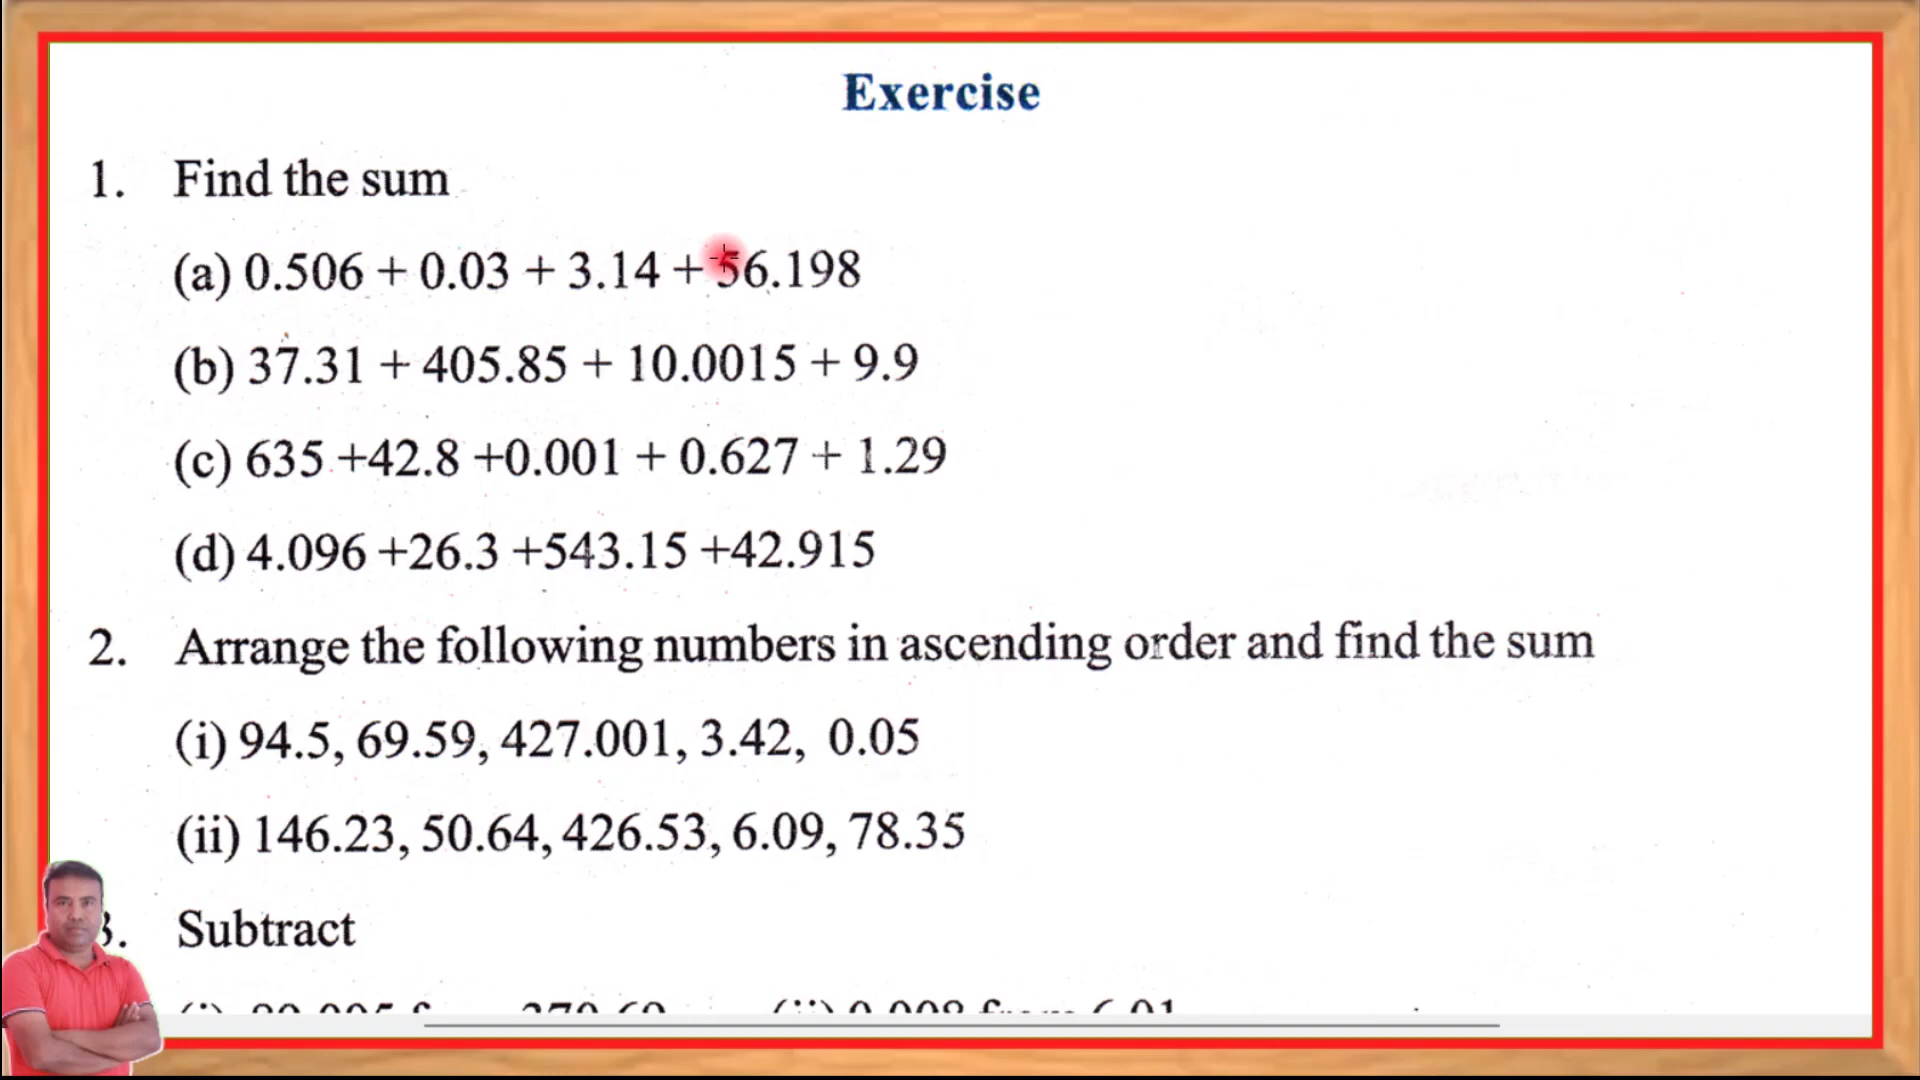 Exercise
1. Find the sum
(a) 0.506 + 0.03 + 3.14 + 56.198
(b) 37.31 + 405.85 + 10.0015 + 9.9
(c) 635 +42.8 +0.001 + 0.627 + 1.29
(d) 4.096 +26.3 +543.15 +42.915
2. Arrange the following numbers in ascending order and find the sum
(i) 94.5, 69.59, 427.001, 3.42, 0.05
(ii) 146.23, 50.64, 426.53, 6.09, 78.35
3. Subtract